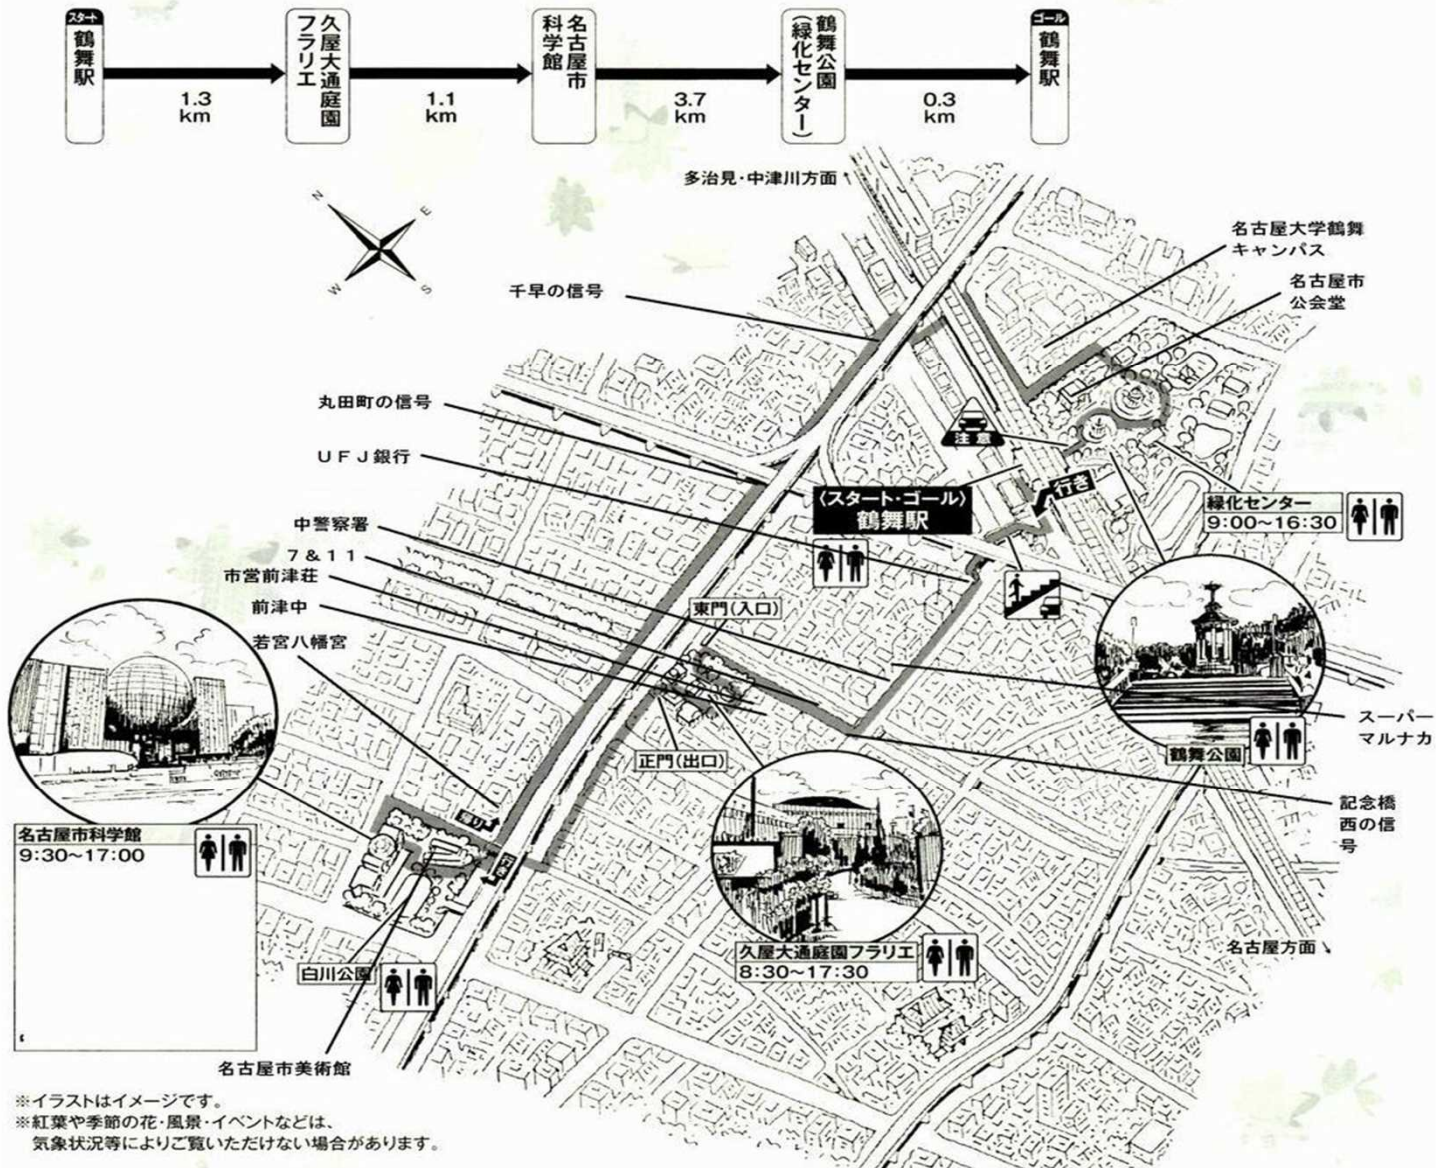 スタート
鶴舞駅
久屋大通庭園
フラリエ
名古屋市
科学館
鶴舞公園
(緑化センター)
ゴール
鶴舞駅
1.3
km
1.1
km
3.7
km
0.3
km
多治見・中津川方面
N
E
W
S
名古屋大学鶴舞
キャンパス
名古屋市
公会堂
千早の信号
丸田町の信号
UFJ銀行
注意
行き
〈スタート・ゴール〉
鶴舞駅
緑化センター
9:00~16:30
中警察署
7&11
市営前津荘
前津中
若宮八幡宮
東門(入口)
正門(出口)
鶴舞公園
スーパー
マルナカ
記念橋
西の信
号
帰り
行き
名古屋市科学館
9:30~17:00
久屋大通庭園フラリエ
8:30~17:30
名古屋方面
白川公園
名古屋市美術館
※イラストはイメージです。
※紅葉や季節の花・風景・イベントなどは、
気象状況等によりご覧いただけない場合があります。